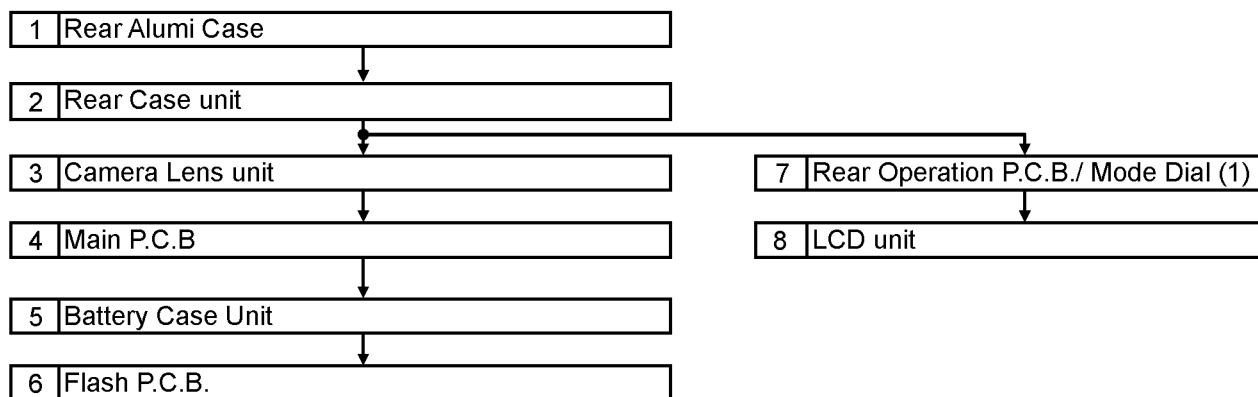 1 Rear Alumi Case
2 Rear Case unit
3 Camera Lens unit
7 Rear Operation P.C.B./ Mode Dial (1)
4 Main P.C.B
8 LCD unit
5 Battery Case Unit
6 Flash P.C.B.